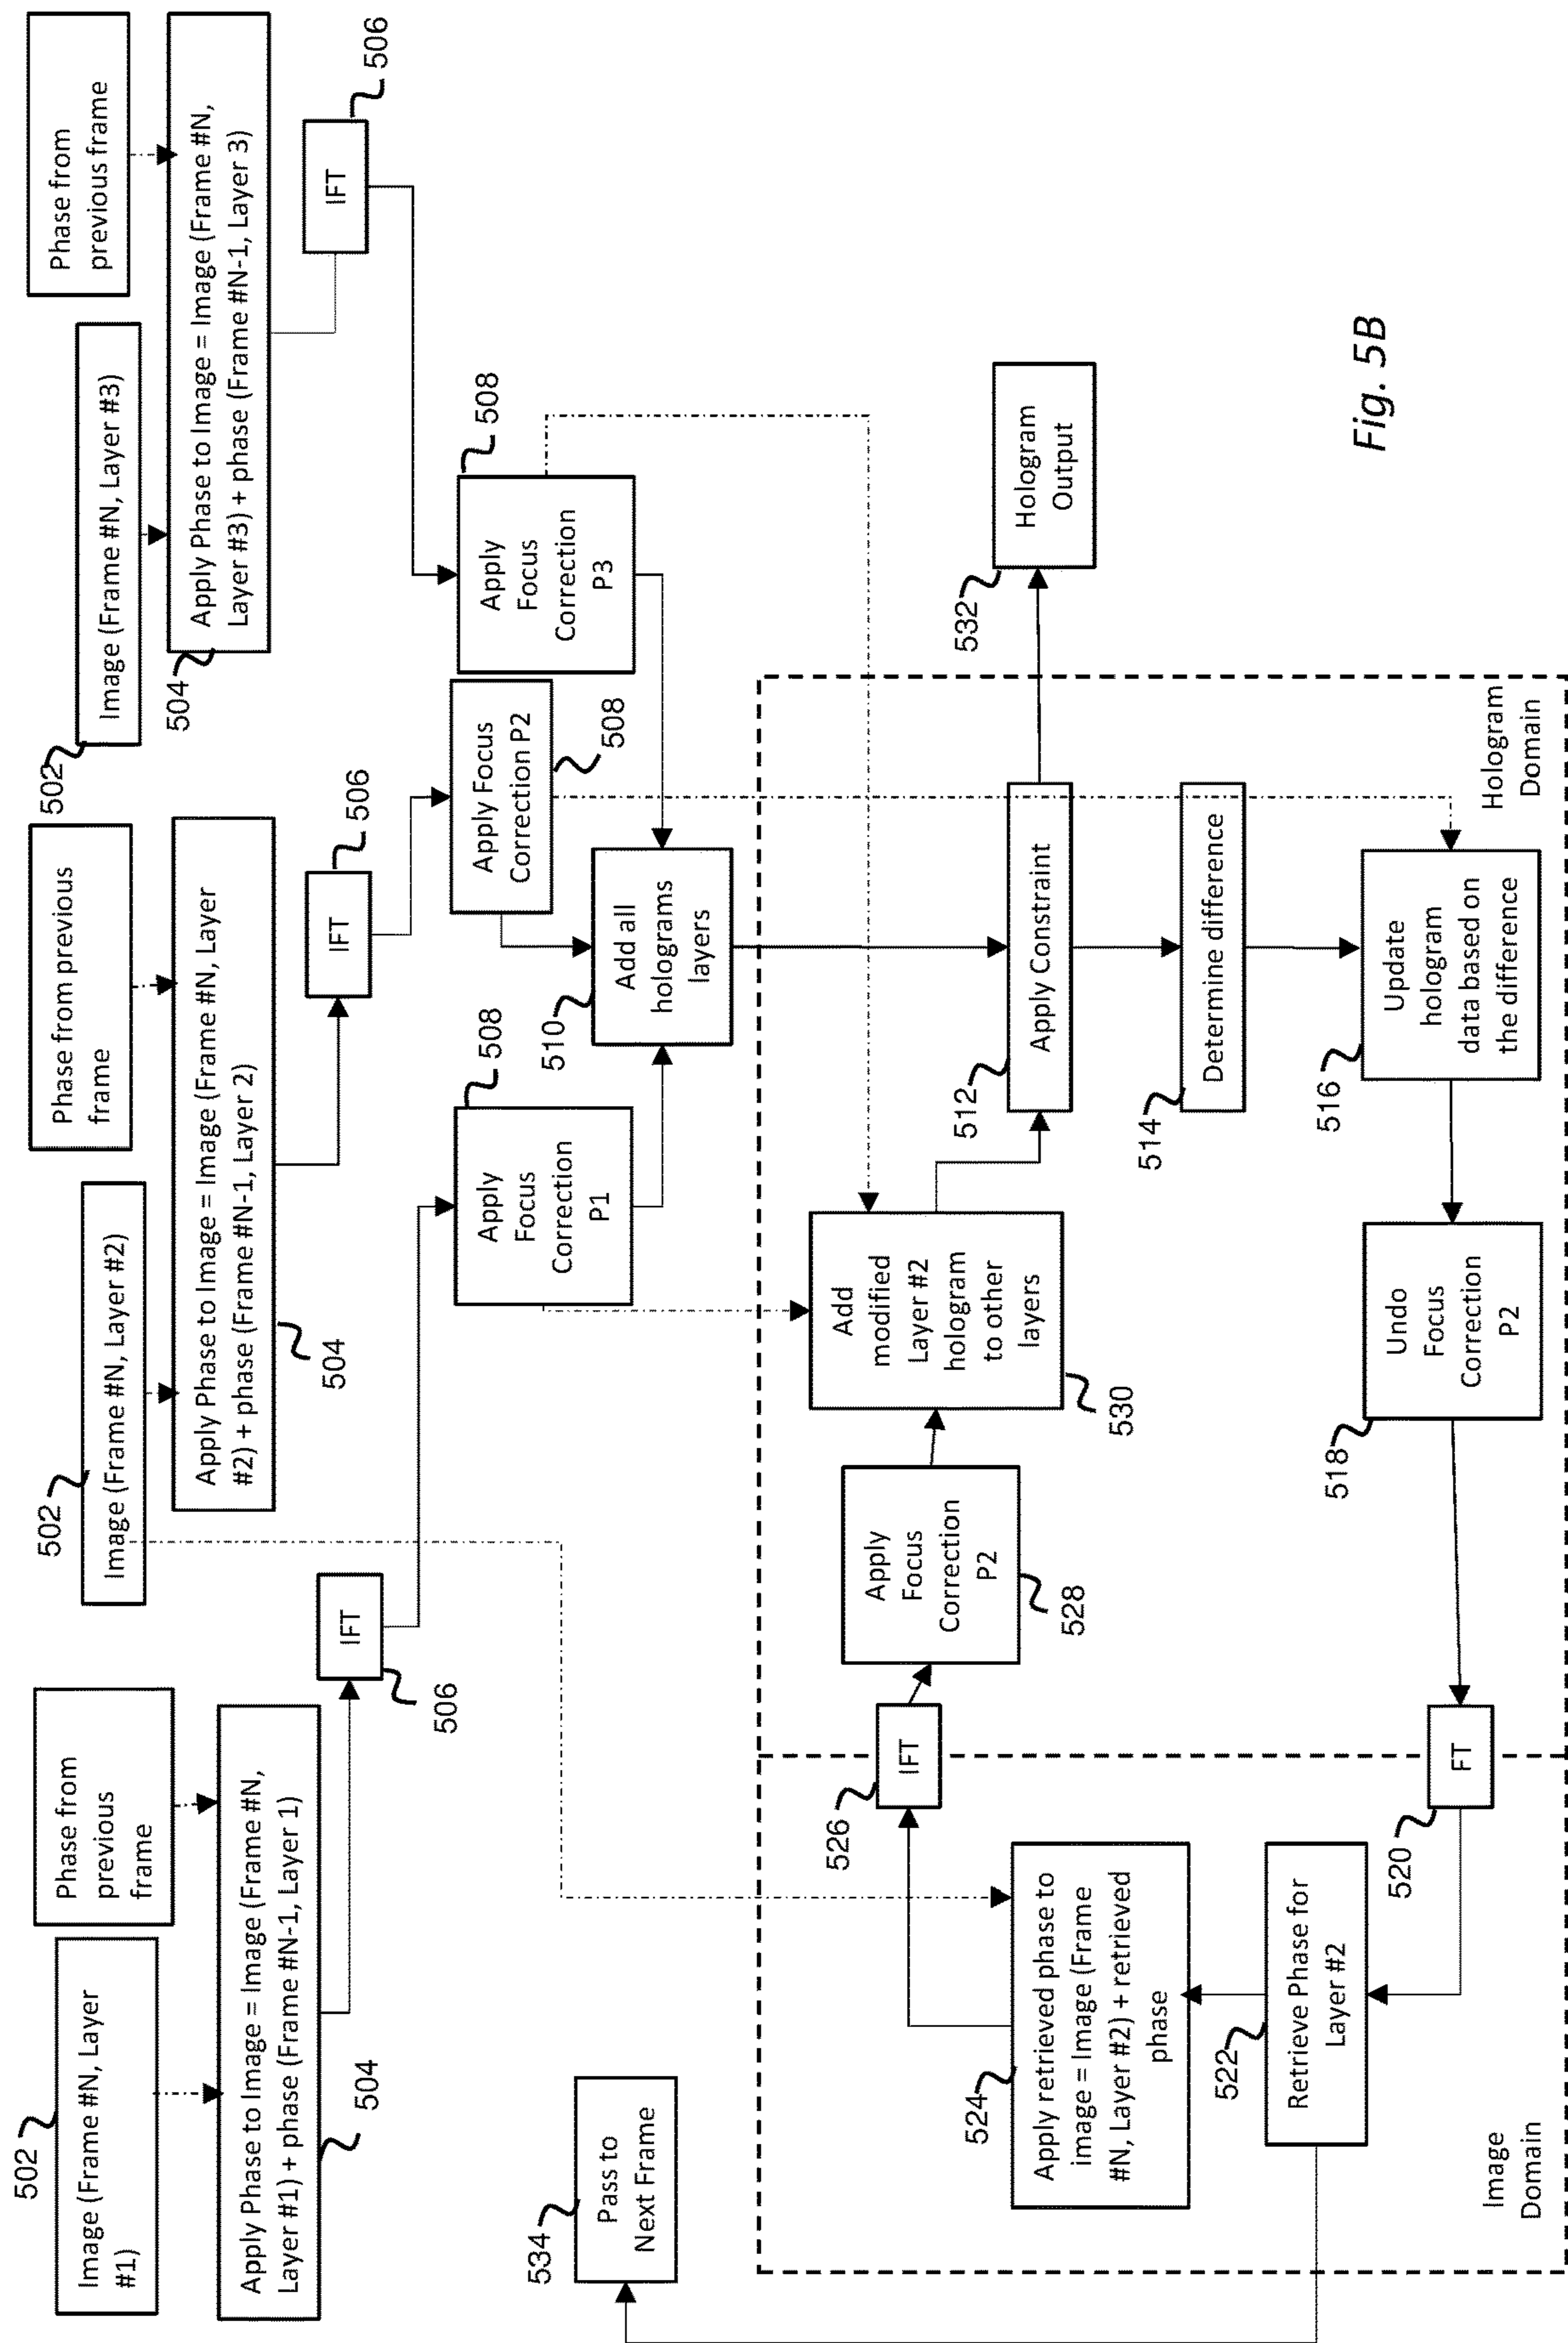 502
Image (Frame #N, Layer
#1)
Phase from
previous
frame
Apply Phase to Image = Image (Frame #N,
Layer #1) + phase (Frame #N-1, Layer 1)
504
IFT
506
502
Image (Frame #N, Layer #2)
Phase from previous
frame
Apply Phase to Image = Image (Frame #N, Layer
#2) + phase (Frame #N-1, Layer 2)
504
IFT
506
502
Image (Frame #N, Layer #3)
Phase from
previous frame
504
Apply Phase to Image = Image (Frame #N,
Layer #3) + phase (Frame #N-1, Layer 3)
IFT
506
508
Apply
Focus
Correction
P1
Apply Focus
Correction P2
508
508
Apply
Focus
Correction
P3
510
Add all
holograms
layers
534
Pass to
Next Frame
526
IFT
Apply
Focus
Correction
P2
528
Add
modified
Layer #2
hologram
to other
layers
530
512
Apply Constraint
532
Hologram
Output
514
Determine difference
524
Apply retrieved phase to
image = Image (Frame
#N, Layer #2) + retrieved
phase
522
Retrieve Phase for
Layer #2
520
FT
518
Undo
Focus
Correction
P2
516
Update
hologram
data based on
the difference
Image
Domain
Hologram
Domain
Fig. 5B